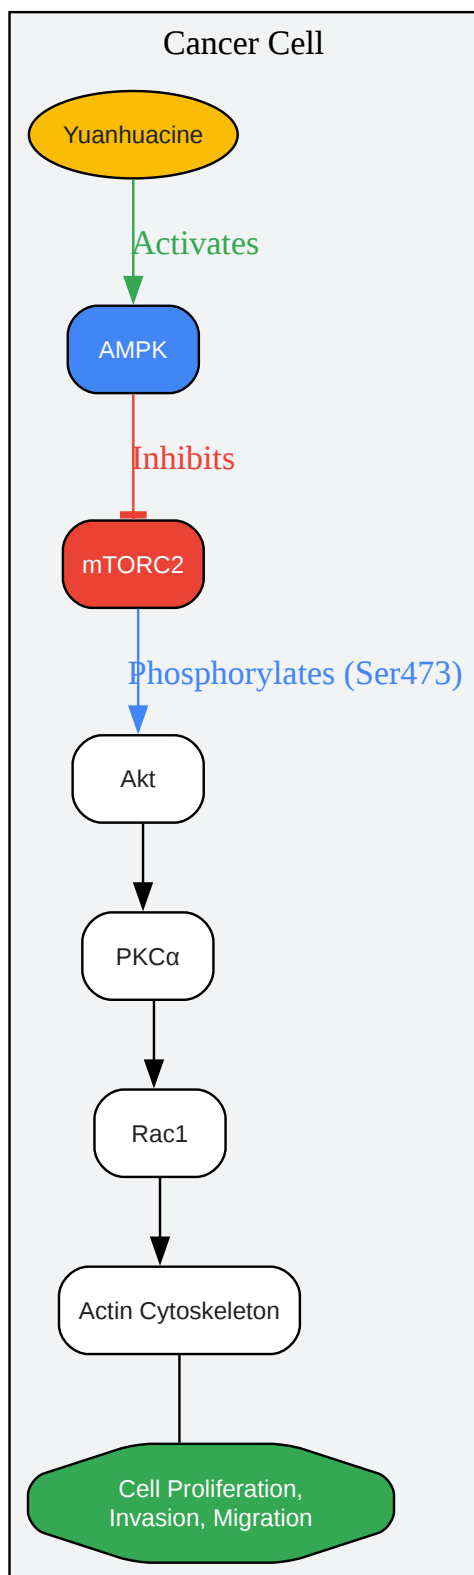 Cancer Cell
Yuanhuacine
Activates
AMPK
Inhibits
mTORC2
Phosphorylates (Ser473)
Akt
PKCα
Rac1
Actin Cytoskeleton
Cell Proliferation,
Invasion, Migration